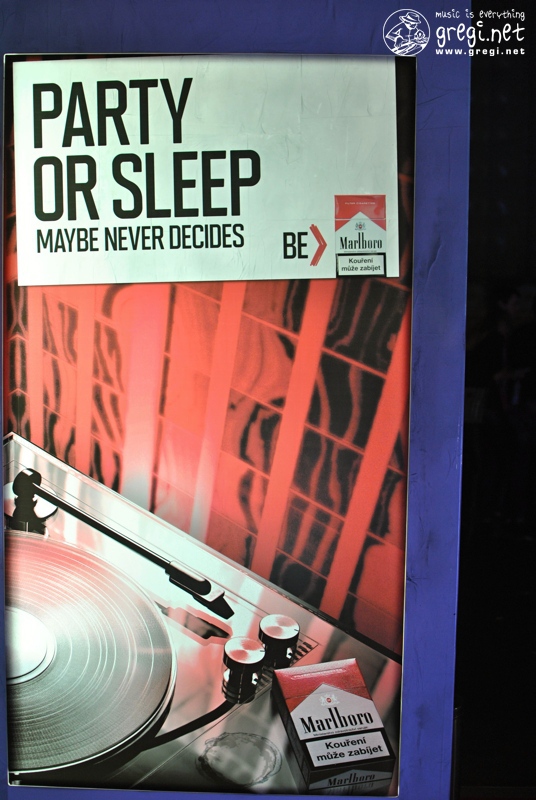 music is everything
gregi.net
www.gregi.net
PARTY
OR SLEEP
MAYBE NEVER DECIDES
BE
Marlboro
Kouření
může zabíjet
Marlboro
Kouření
může zabíjet
Marlboro